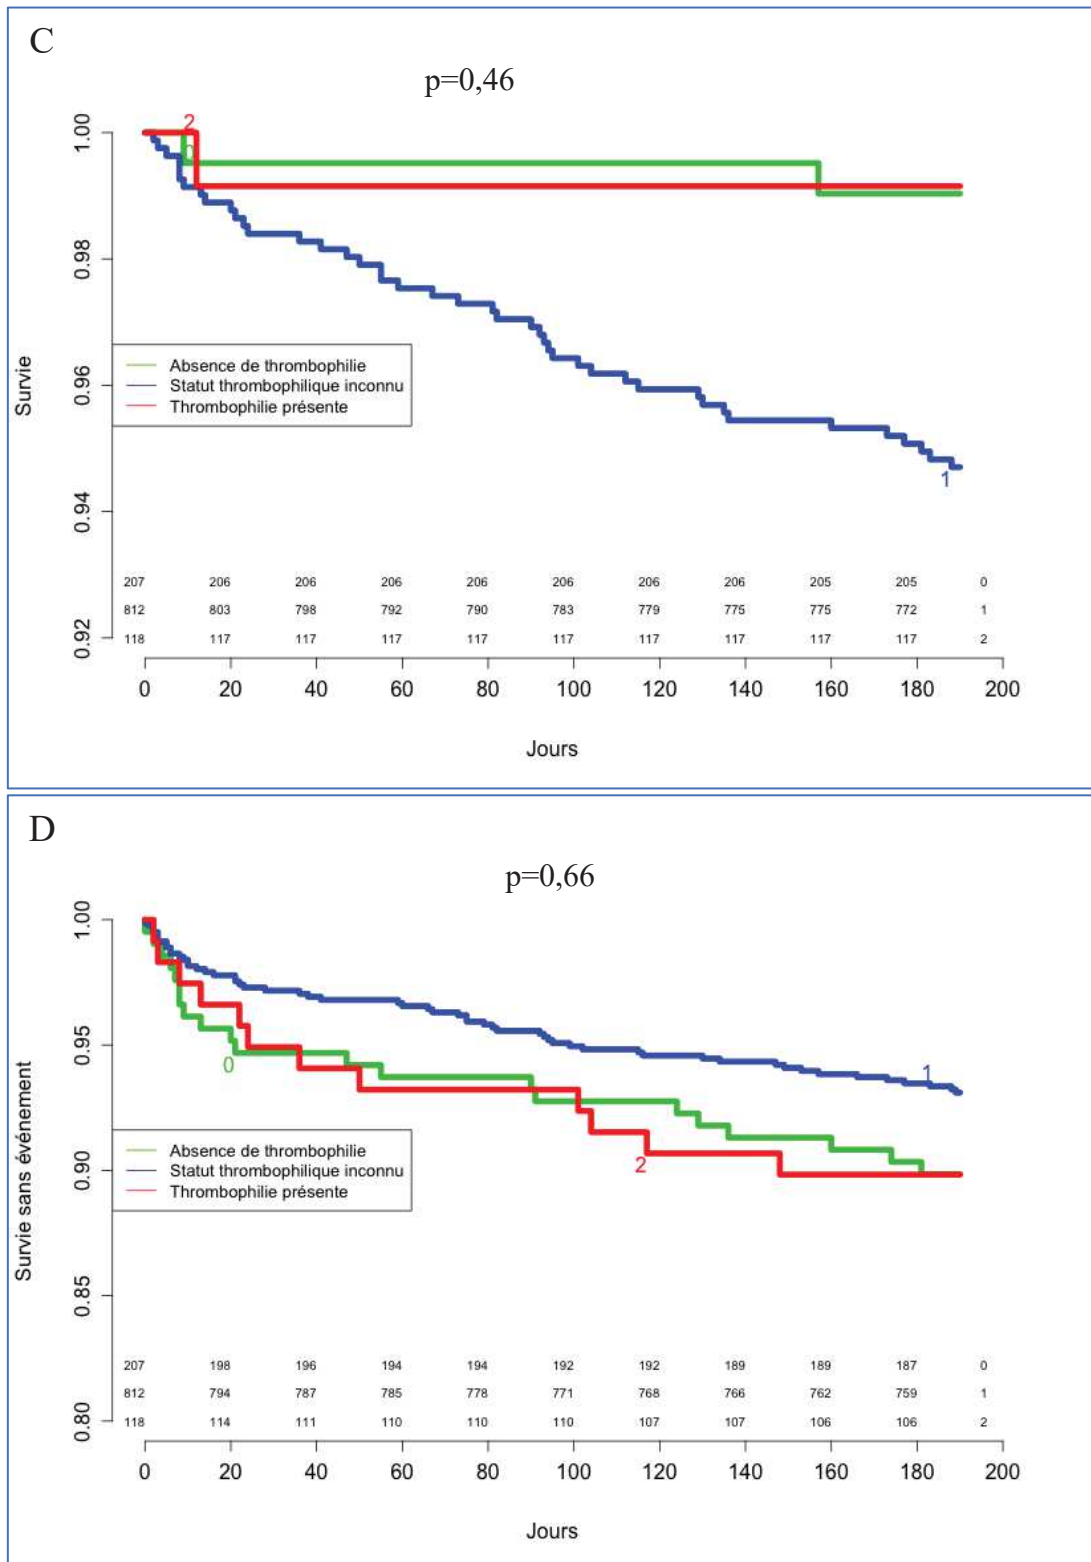 C
p=0,46
2
0
1.00
0.98
0.96
0.94
0.92
Survie
Absence de thrombophilie
Statut thrombophilique inconnu
Thrombophilie présente
1
207 206 206 206 206 206 206 206 205 205 0
812 803 798 792 790 783 779 775 775 772 1
118 117 117 117 117 117 117 117 117 117 2
0 20 40 60 80 100 120 140 160 180 200
Jours
D
p=0,66
1.00
0.95
0.90
0.85
0.80
Survie sans événement
0
1
Absence de thrombophilie
Statut thrombophilique inconnu
Thrombophilie présente
2
207 198 196 194 194 192 192 189 189 187 0
812 794 787 785 778 771 768 766 762 759 1
118 114 111 110 110 110 107 107 106 106 2
0 20 40 60 80 100 120 140 160 180 200
Jours